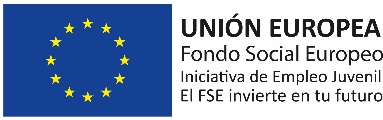 UNIÓN EUROPEA
Fondo Social Europeo
Iniciativa de Empleo Juvenil
El FSE invierte en tu futuro